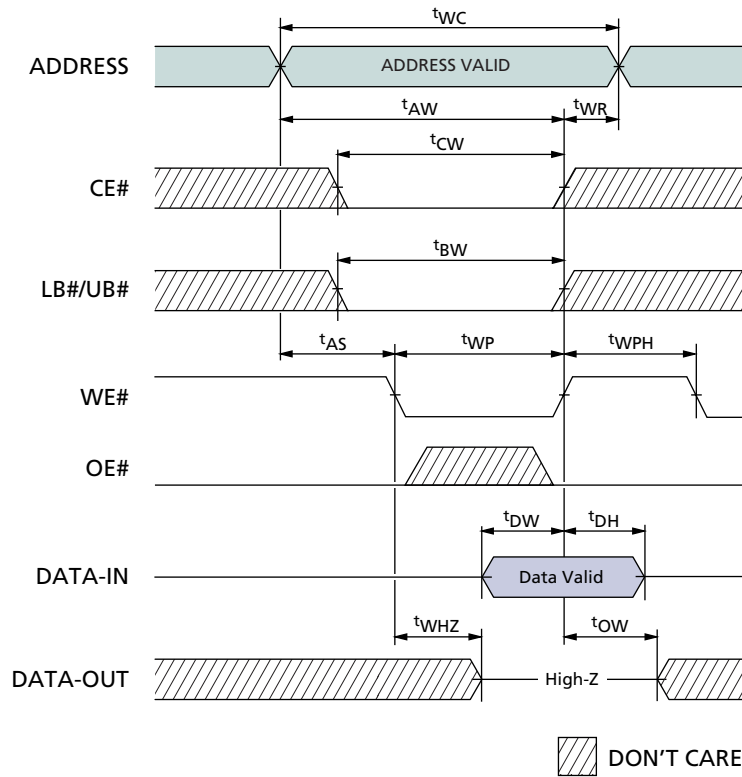 tWC
ADDRESS
ADDRESS VALID
tAW
tWR
tCW
CE#
tBW
LB#/UB#
tAS
tWP
tWPH
WE#
OE#
tDW
tDH
DATA-IN
Data Valid
tWHZ
tOW
DATA-OUT
High-Z
DON'T CARE